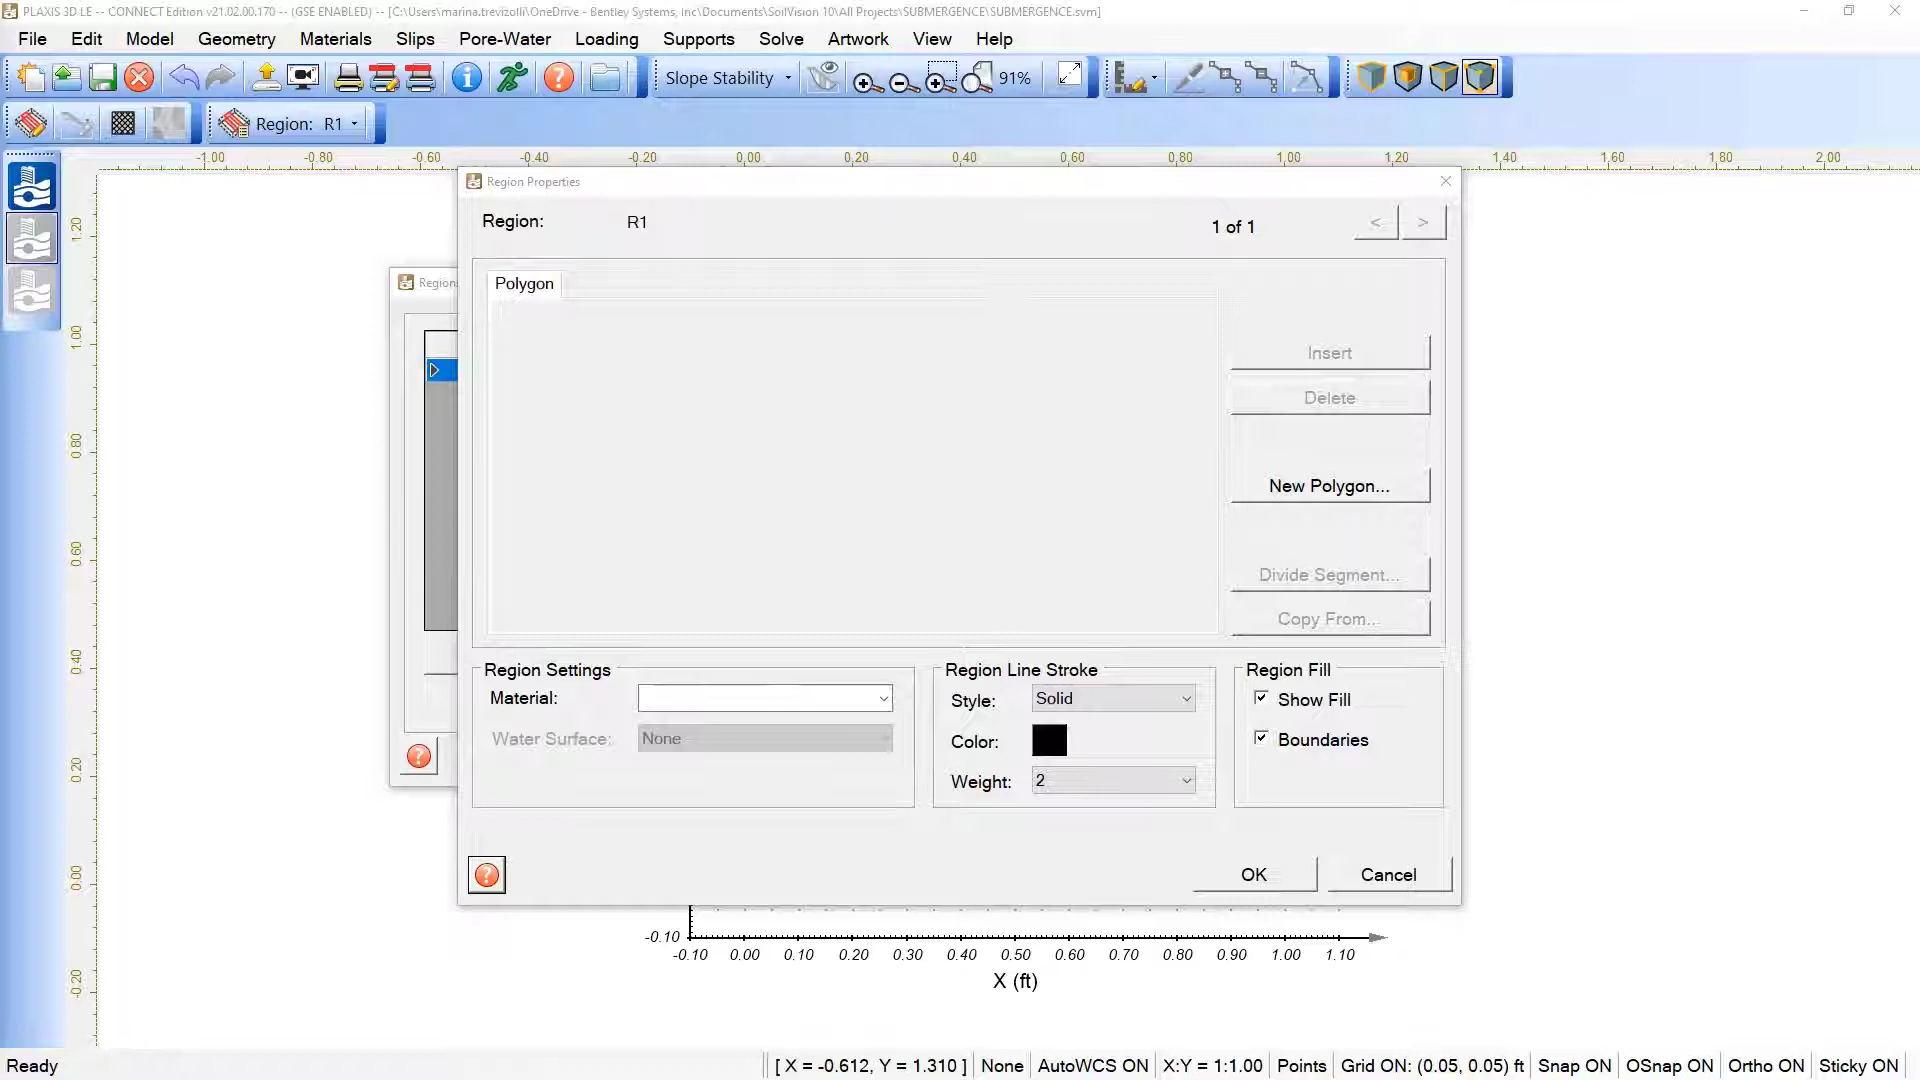 PLAXIS 3D LE -- CONNECT Edition v21.02.00.170 -- (GSE ENABLED) -- [C:\Users\marina.trevizolli\OneDrive - Bentley Systems, Inc\Documents\SoilVision 10\All Projects\SUBMERGENCE\SUBMERGENCE.svm]
File Edit Model Geometry Materials Slips Pore-Water Loading Supports Solve Artwork View Help
Slope Stability 91%
Region: R1
-1.00 -0.80 -0.60 -0.40 -0.20 0.00 0.20 0.40 0.60 0.80 1.00 1.20 1.40 1.60 1.80 2.00
1.20
1.00
0.80
0.60
0.40
0.20
0.00
-0.20
Region
Region Properties
Region: R1 1 of 1 < >
Polygon
Insert
Delete
New Polygon...
Divide Segment...
Copy From...
Region Settings
Material:
Water Surface: None
Region Line Stroke
Style: Solid
Color:
Weight: 2
Region Fill
Show Fill
Boundaries
OK Cancel
-0.10
-0.10 0.00 0.10 0.20 0.30 0.40 0.50 0.60 0.70 0.80 0.90 1.00 1.10
X (ft)
Ready [ X = -0.612, Y = 1.310 ] None AutoWCS ON X:Y = 1:1.00 Points Grid ON: (0.05, 0.05) ft Snap ON OSnap ON Ortho ON Sticky ON